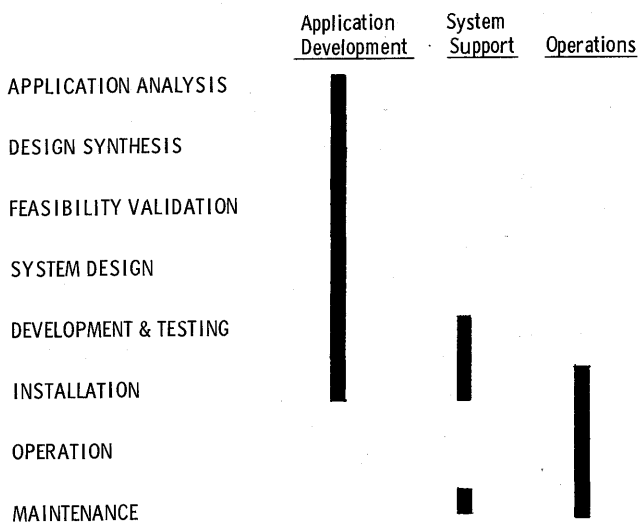 Application Development
System Support
Operations
APPLICATION ANALYSIS
DESIGN SYNTHESIS
FEASIBILITY VALIDATION
SYSTEM DESIGN
DEVELOPMENT & TESTING
INSTALLATION
OPERATION
MAINTENANCE